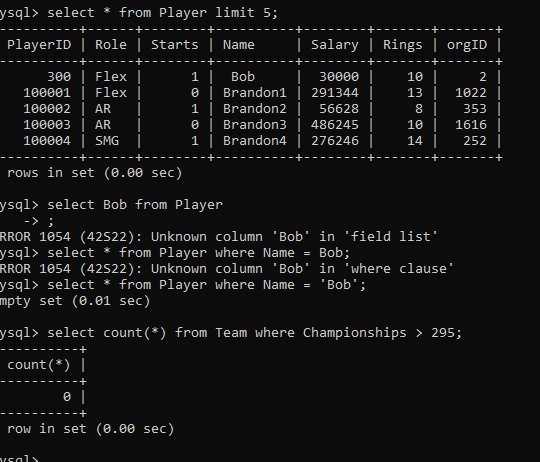 ysql> select * from Player limit 5;
----------+------+--------+----------+--------+-------+-------+
 PlayerID | Role | Starts | Name     | Salary | Rings | orgID |
----------+------+--------+----------+--------+-------+-------+
      300 | Flex |      1 |  Bob     |  30000 |    10 |     2 |
   100001 | Flex |      0 | Brandon1 | 291344 |    13 |  1022 |
   100002 | AR   |      1 | Brandon2 |  56628 |     8 |   353 |
   100003 | AR   |      0 | Brandon3 | 486245 |    10 |  1616 |
   100004 | SMG  |      1 | Brandon4 | 276246 |    14 |   252 |
----------+------+--------+----------+--------+-------+-------+
 rows in set (0.00 sec)

ysql> select Bob from Player
   -> ;
RROR 1054 (42S22): Unknown column 'Bob' in 'field list'
ysql> select * from Player where Name = Bob;
RROR 1054 (42S22): Unknown column 'Bob' in 'where clause'
ysql> select * from Player where Name = 'Bob';
mpty set (0.01 sec)

ysql> select count(*) from Team where Championships > 295;
----------+
 count(*) |
----------+
        0 |
----------+
 row in set (0.00 sec)

ysql>